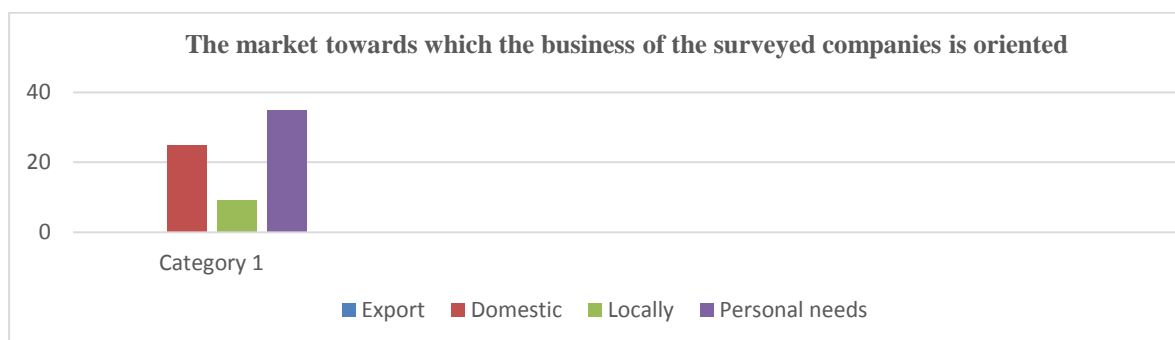 The market towards which the business of the surveyed companies is oriented
40
20
0
Category 1
Export Domestic Locally Personal needs